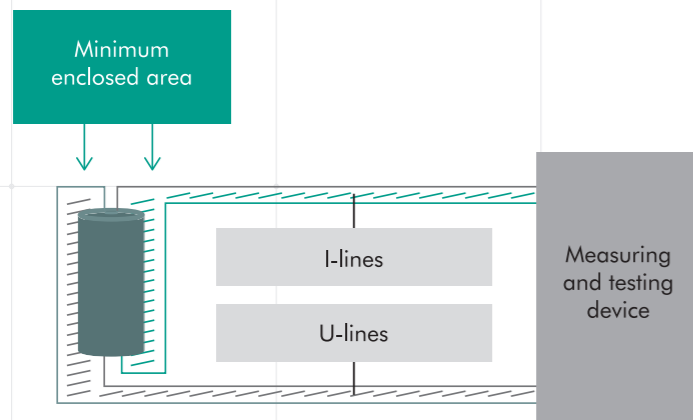 Minimum
enclosed area
I-lines
U-lines
Measuring
and testing
device